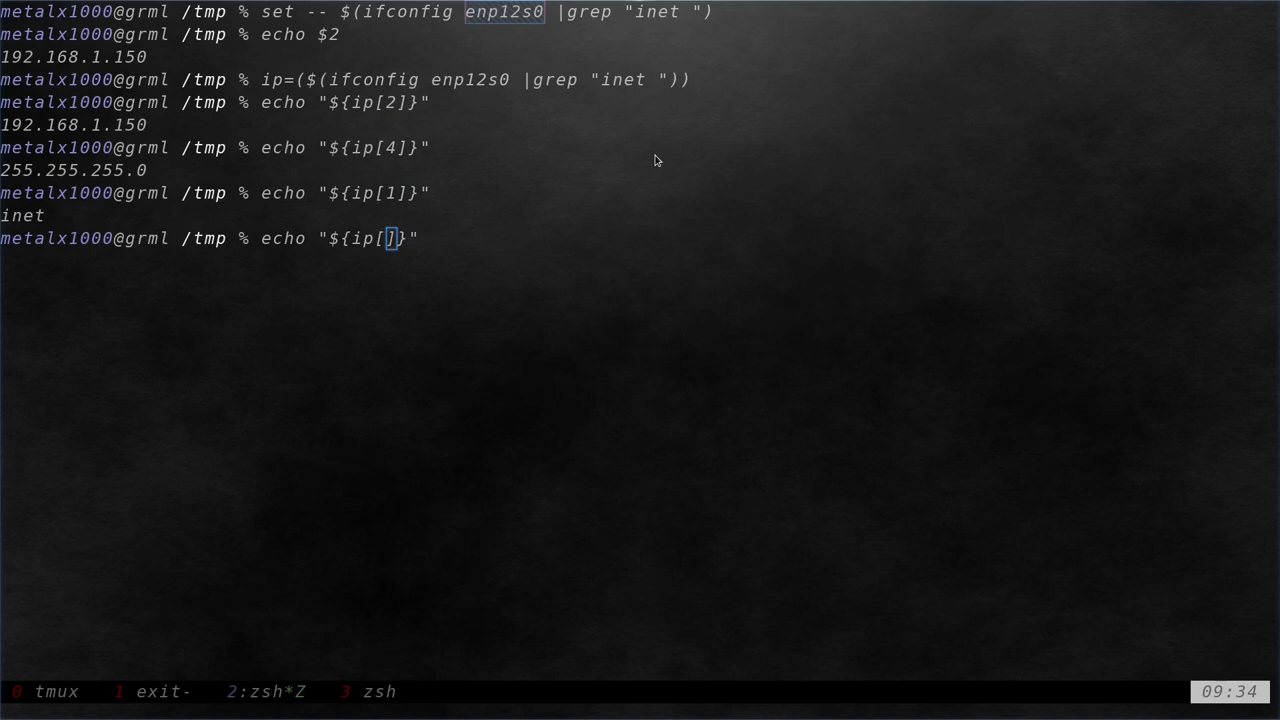 metalx1000@grml /tmp % set -- $(ifconfig enp12s0 |grep "inet ")
metalx1000@grml /tmp % echo $2
192.168.1.150
metalx1000@grml /tmp % ip=($(ifconfig enp12s0 |grep "inet "))
metalx1000@grml /tmp % echo "${ip[2]}"
192.168.1.150
metalx1000@grml /tmp % echo "${ip[4]}"
255.255.255.0
metalx1000@grml /tmp % echo "${ip[1]}"
inet
metalx1000@grml /tmp % echo "${ip[]}"
0 tmux 1 exit- 2:zsh*Z 3 zsh 09:34